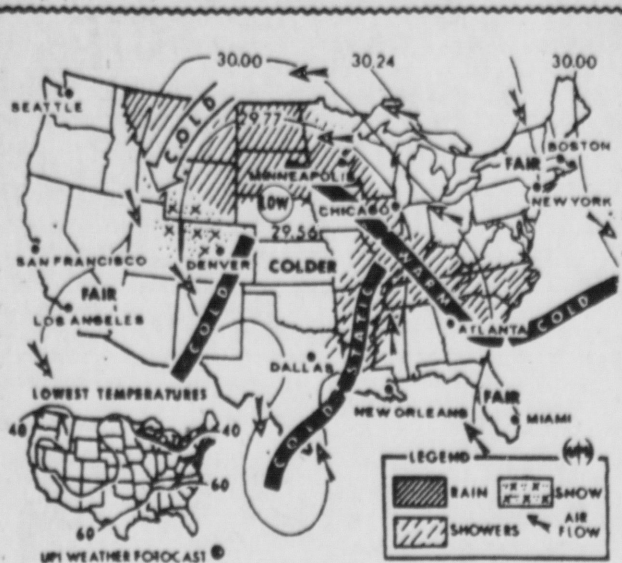 30.00 30.24 30.00
SEATTLE
COLD
29.77
BOSTON
FAIR
MINNEAPOLIS
LOW
CHICAGO
NEW YORK
29.56
SAN FRANCISCO
DENVER
COLDER
WARM
FAIR
COLD
STATIC
COLD
LOS ANGELES
ATLANTA
DALLAS
LOWEST TEMPERATURES
NEW ORLEANS
FAIR
MIAMI
COLD
40 40
60
60
LEGEND
RAIN SNOW
SHOWERS AIR FLOW
UPI WEATHER FOTOCAST ©